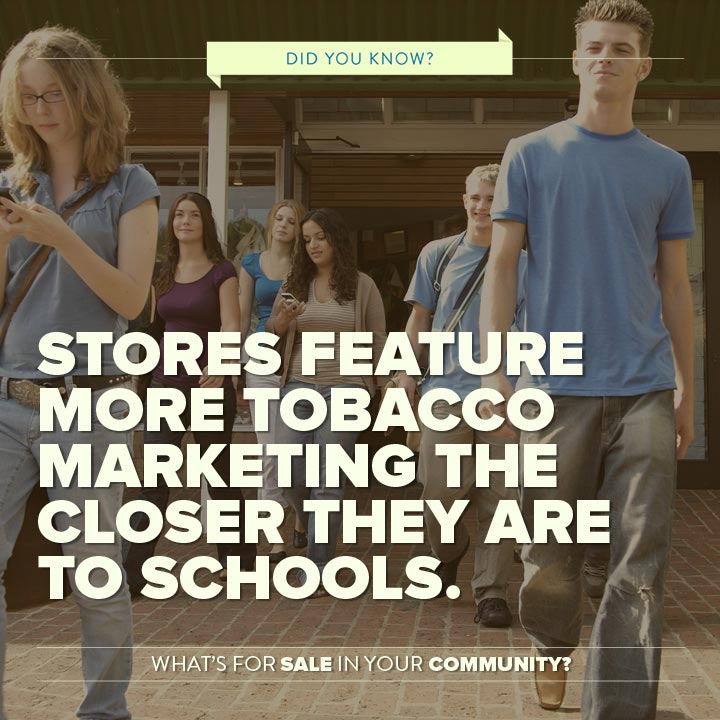 DID YOU KNOW?
STORES FEATURE
MORE TOBACCO
MARKETING THE
CLOSER THEY ARE
TO SCHOOLS.
WHAT'S FOR SALE IN YOUR COMMUNITY?